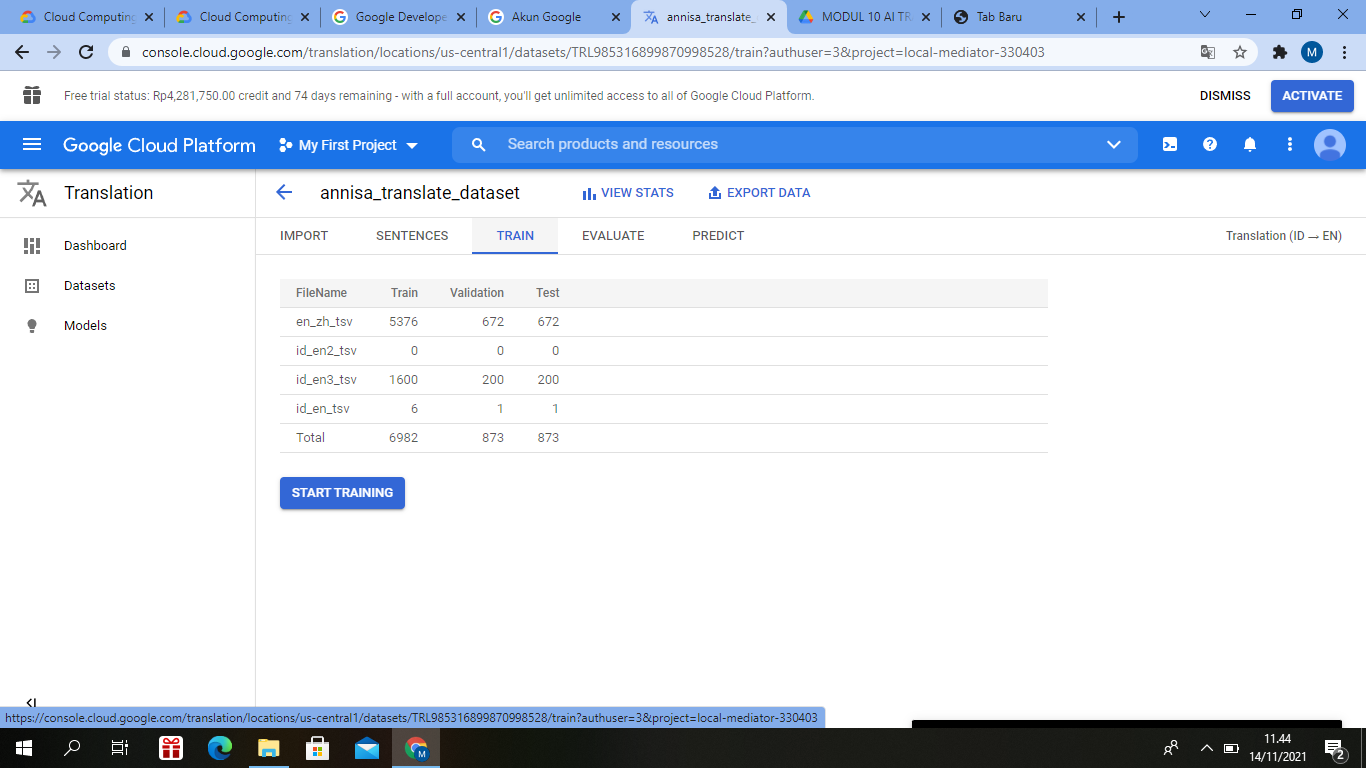 Cloud Computing
Cloud Computing
Google Develope
Akun Google
annisa_translate_
MODUL 10 AI TR
Tab Baru
console.cloud.google.com/translation/locations/us-central1/datasets/TRL985316899870998528/train?authuser=3&project=local-mediator-330403
M
Free trial status: Rp4,281,750.00 credit and 74 days remaining - with a full account, you'll get unlimited access to all of Google Cloud Platform.
DISMISS
ACTIVATE
Google Cloud Platform
My First Project
Search products and resources
Translation
annisa_translate_dataset
VIEW STATS
EXPORT DATA
Dashboard
Datasets
Models
IMPORT
SENTENCES
TRAIN
EVALUATE
PREDICT
Translation (ID → EN)
FileName Train Validation Test
en_zh_tsv 5376 672 672
id_en2_tsv 0 0 0
id_en3_tsv 1600 200 200
id_en_tsv 6 1 1
Total 6982 873 873
START TRAINING
https://console.cloud.google.com/translation/locations/us-central1/datasets/TRL985316899870998528/train?authuser=3&project=local-mediator-330403
M
11.44
14/11/2021
2